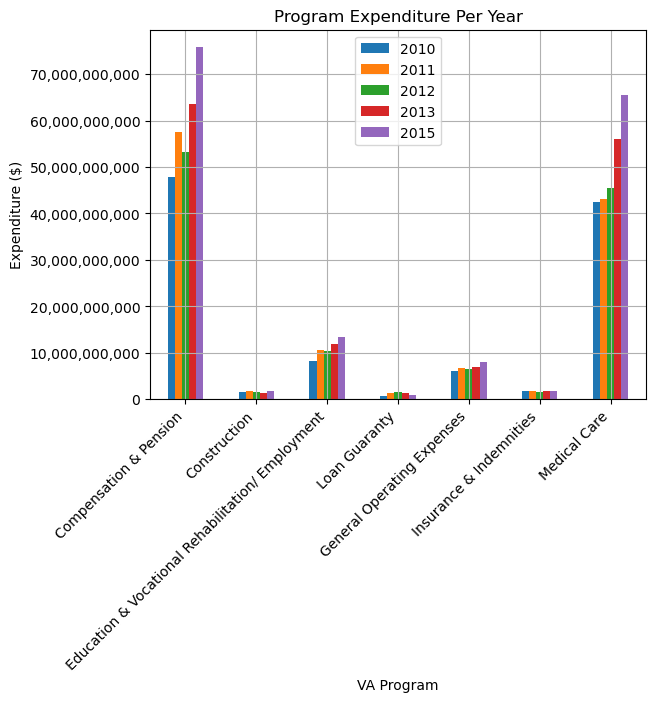 Program Expenditure Per Year
2010
2011
2012
2013
2015
Expenditure ($)
70,000,000,000
60,000,000,000
50,000,000,000
40,000,000,000
30,000,000,000
20,000,000,000
10,000,000,000
0
Compensation & Pension
Construction
Education & Vocational Rehabilitation/ Employment
Loan Guaranty
General Operating Expenses
Insurance & Indemnities
Medical Care
VA Program